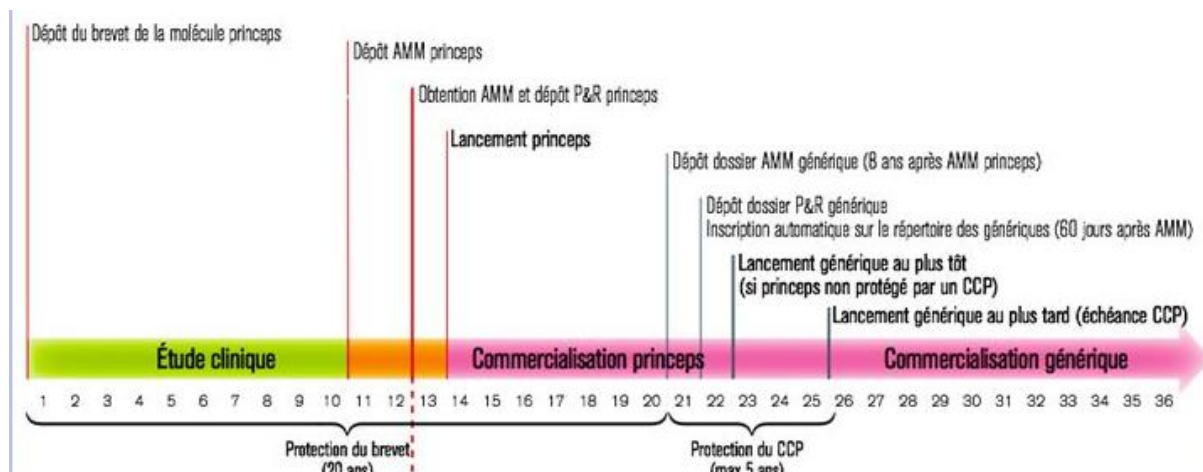 Dépôt du brevet de la molécule princeps
Dépôt AMM princeps
Obtention AMM et dépôt P&R princeps
Lancement princeps
Dépôt dossier AMM générique (8 ans après AMM princeps)
Dépôt dossier P&R générique
Inscription automatique sur le répertoire des génériques (60 jours après AMM)
Lancement générique au plus tôt
(si princeps non protégé par un CCP)
Lancement générique au plus tard (échéance CCP)
Étude clinique
Commercialisation princeps
Commercialisation générique
1 2 3 4 5 6 7 8 9 10 11 12 13 14 15 16 17 18 19 20 21 22 23 24 25 26 27 28 29 30 31 32 33 34 35 36
Protection du brevet
(20 ans)
Protection du CCP
(max 5 ans)